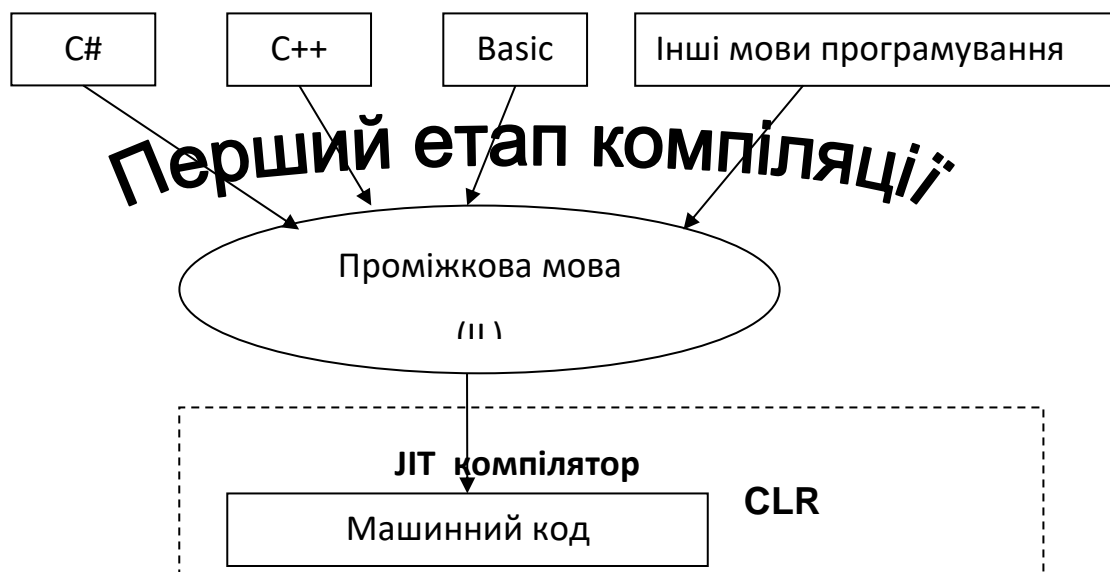 C#
C++
Basic
Інші мови програмування
Перший етап компіляції
Проміжкова мова
JIT компілятор
CLR
Машинний код